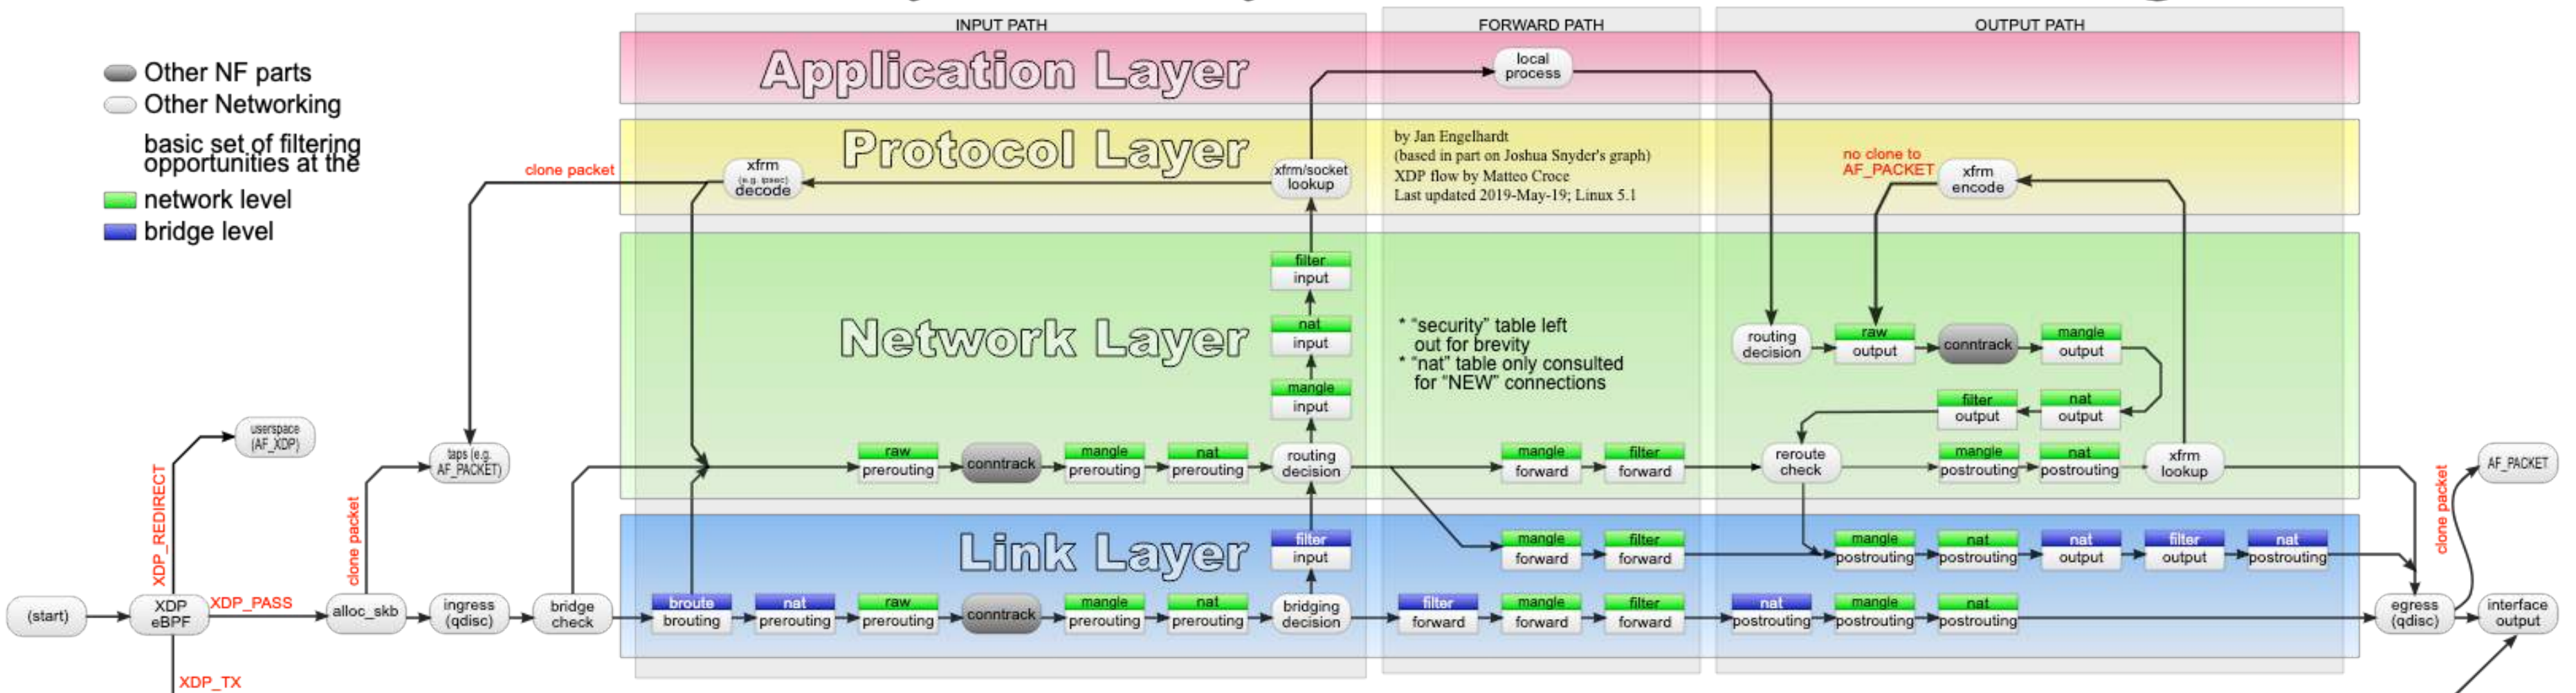 INPUT PATH
FORWARD PATH
OUTPUT PATH
Other NF parts
Other Networking
basic set of filtering
opportunities at the
network level
bridge level
Application Layer
local
process
Protocol Layer
by Jan Engelhardt
(based in part on Joshua Snyder's graph)
XDP flow by Matteo Croce
Last updated 2019-May-19; Linux 5.1
clone packet
xfrm
(e.g. ipsec)
decode
xfrm/socket
lookup
no clone to
AF_PACKET
xfrm
encode
Network Layer
filter
input
nat
input
mangle
input
* “security” table left
out for brevity
* “nat” table only consulted
for “NEW” connections
routing
decision
raw
output
conntrack
mangle
output
filter
output
nat
output
userspace
(AF_XDP)
taps (e.g.
AF_PACKET)
raw
prerouting
conntrack
mangle
prerouting
nat
prerouting
routing
decision
mangle
forward
filter
forward
reroute
check
mangle
postrouting
nat
postrouting
xfrm
lookup
AF_PACKET
XDP_REDIRECT
clone packet
clone packet
Link Layer
filter
input
mangle
forward
filter
forward
mangle
postrouting
nat
postrouting
nat
output
filter
output
nat
postrouting
(start)
XDP
eBPF
XDP_PASS
alloc_skb
ingress
(qdisc)
bridge
check
broute
brouting
nat
prerouting
raw
prerouting
conntrack
mangle
prerouting
nat
prerouting
bridging
decision
filter
forward
mangle
forward
filter
forward
nat
postrouting
mangle
postrouting
nat
postrouting
egress
(qdisc)
interface
output
XDP_TX